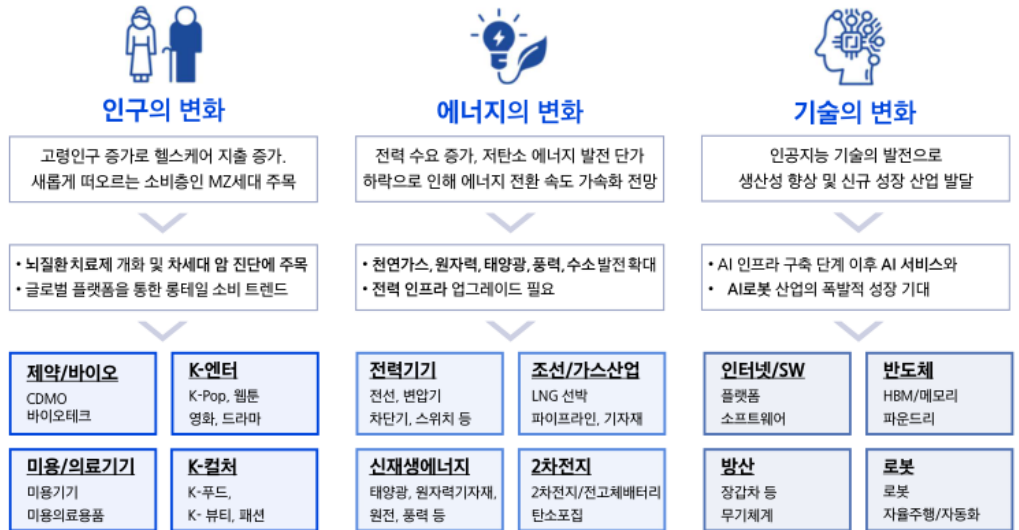 인구의 변화
고령인구 증가로 헬스케어 지출 증가.
새롭게 떠오르는 소비층인 MZ세대 주목
• 뇌질환 치료제 개화 및 차세대 암 진단에 주목
• 글로벌 플랫폼을 통한 롱테일 소비 트렌드
제약/바이오
CDMO
바이오테크
K-엔터
K-Pop, 웹툰
영화, 드라마
미용/의료기기
미용기기
미용의료용품
K-컬처
K-푸드,
K- 뷰티, 패션
에너지의 변화
전력 수요 증가, 저탄소 에너지 발전 단가
하락으로 인해 에너지 전환 속도 가속화 전망
• 천연가스, 원자력, 태양광, 풍력, 수소 발전 확대
• 전력 인프라 업그레이드 필요
전력기기
전선, 변압기
차단기, 스위치 등
조선/가스산업
LNG 선박
파이프라인, 기자재
신재생에너지
태양광, 원자력기자재,
원전, 풍력 등
2차전지
2차전지/전고체배터리
탄소포집
기술의 변화
인공지능 기술의 발전으로
생산성 향상 및 신규 성장 산업 발달
• AI 인프라 구축 단계 이후 AI 서비스와
• AI로봇 산업의 폭발적 성장 기대
인터넷/SW
플랫폼
소프트웨어
반도체
HBM/메모리
파운드리
방산
장갑차 등
무기체계
로봇
로봇
자율주행/자동화